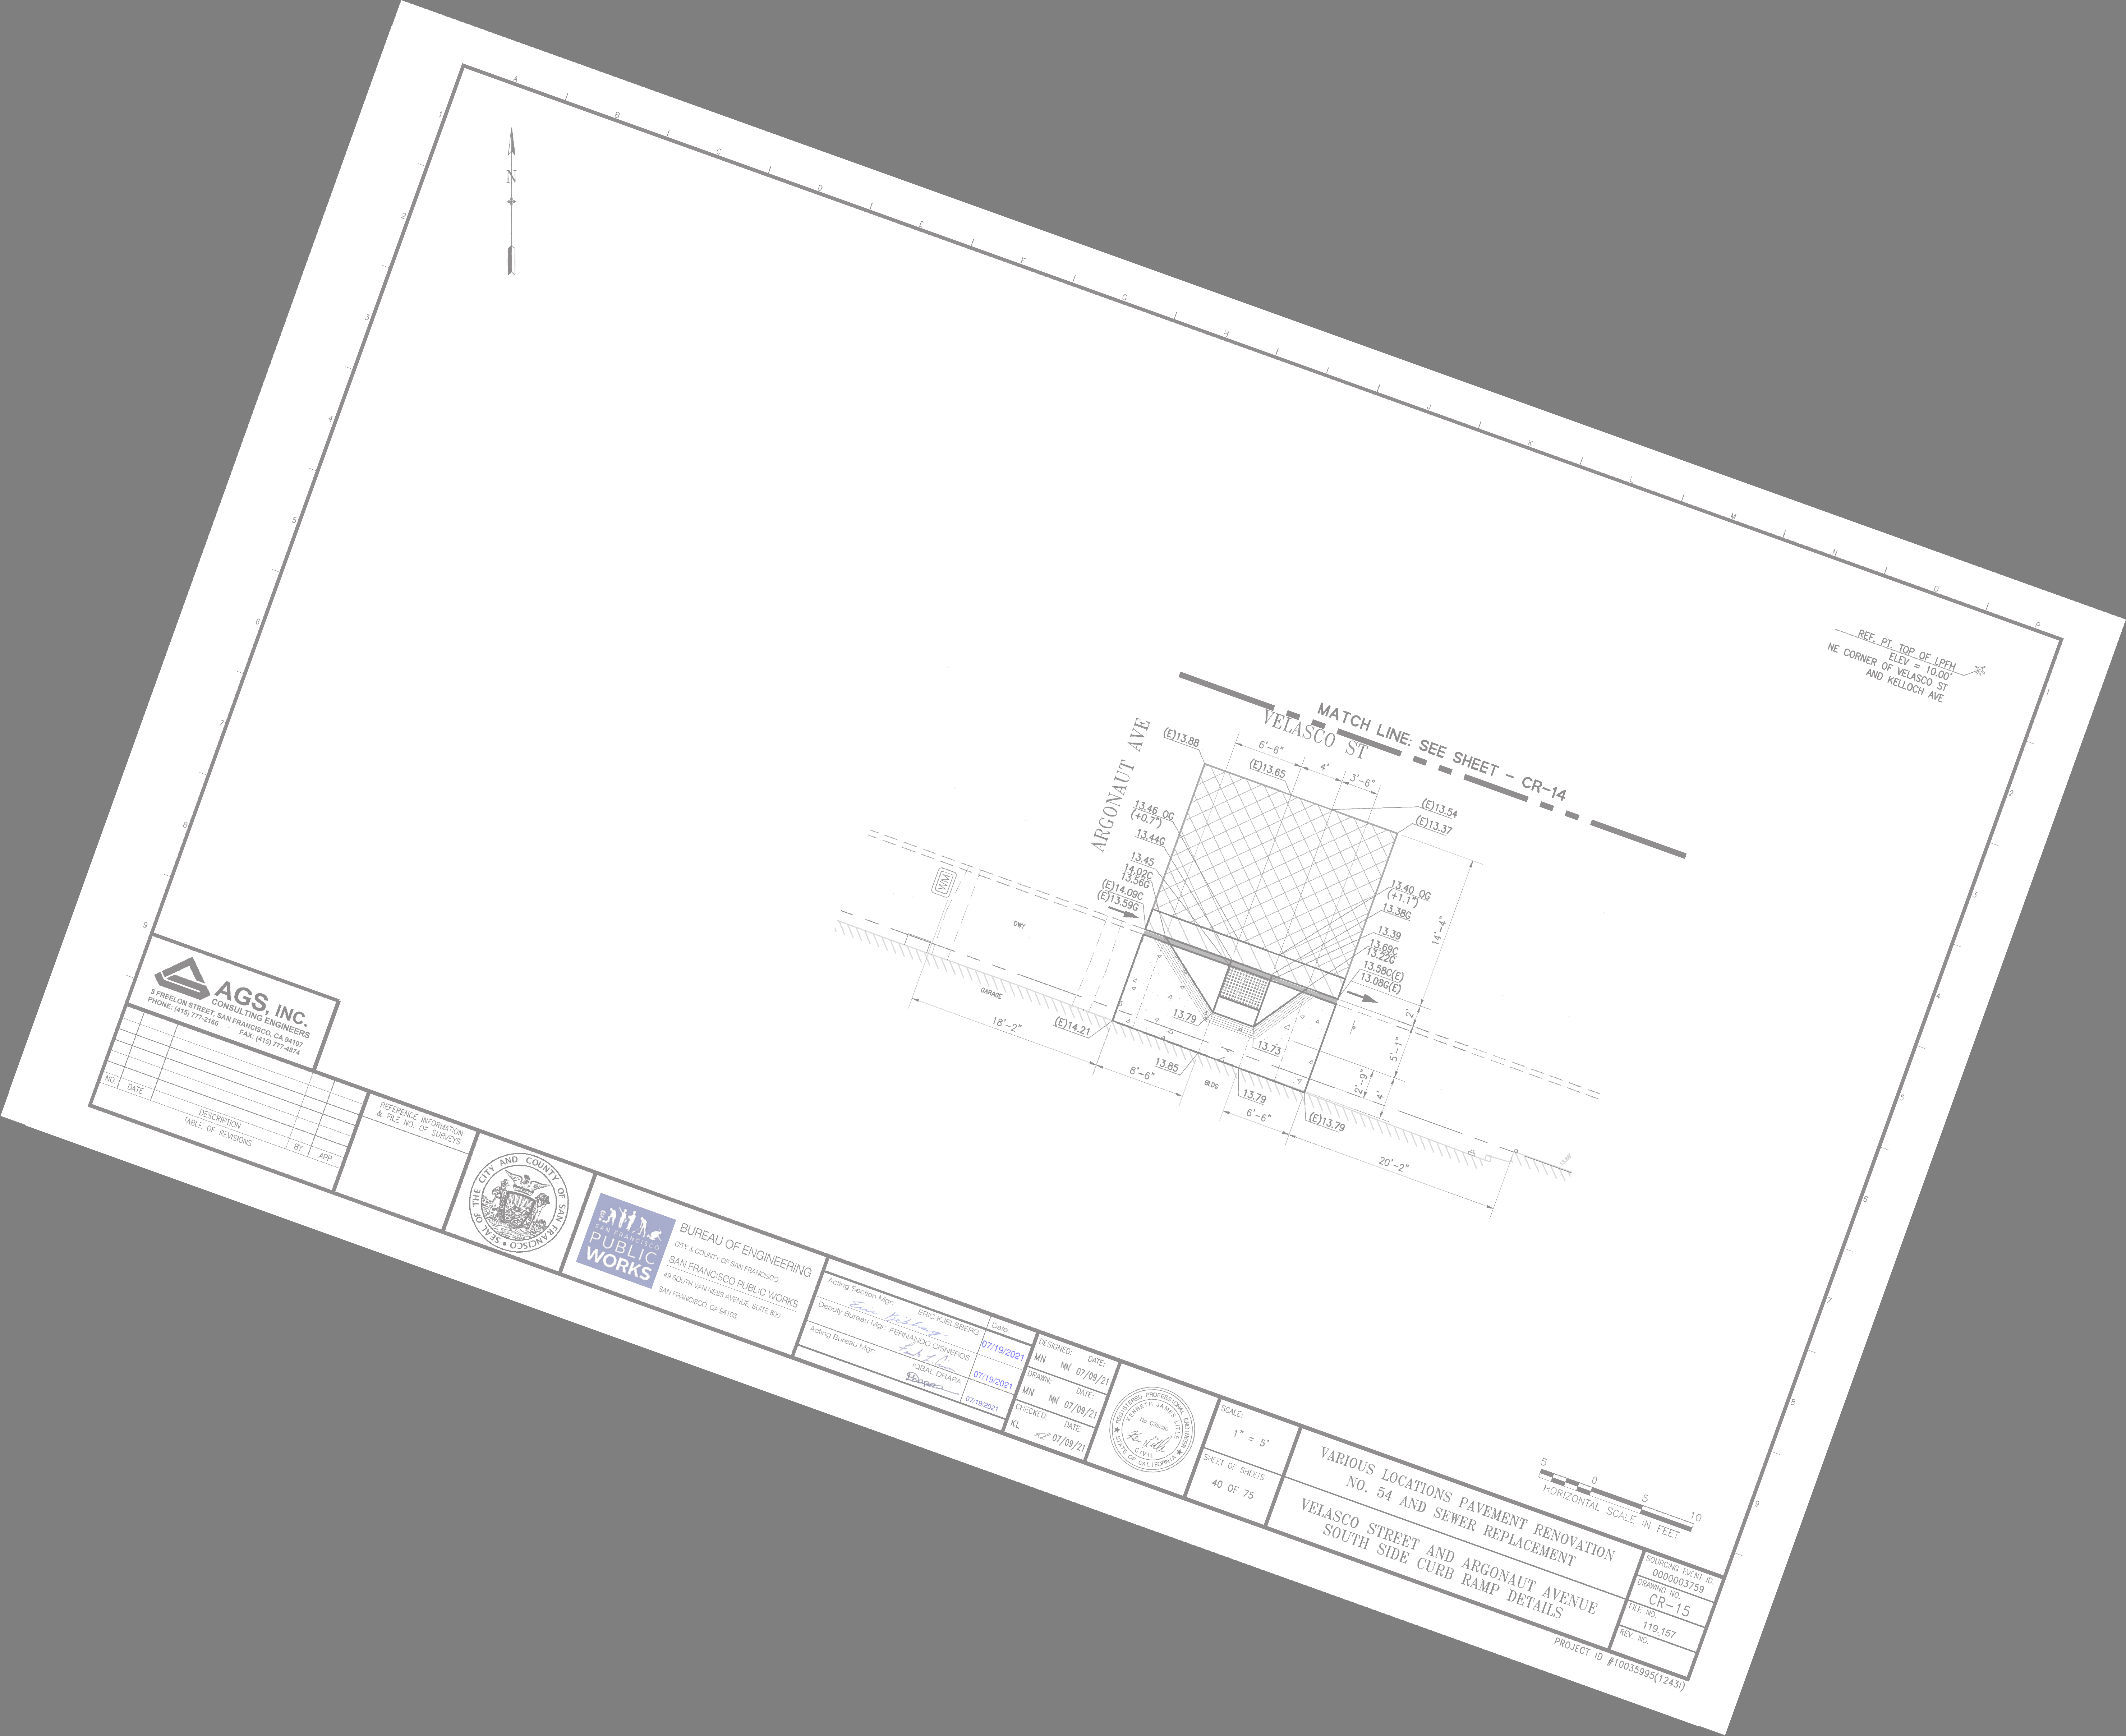 A
B
C
D
E
F
G
H
J
K
L
M
N
O
P
1
2
3
4
5
6
7
8
9
1
2
3
4
5
6
7
8
9
N
REF. PT. TOP OF LPFH
ELEV = 10.00'
NE CORNER OF VELASCO ST
AND KELLOCH AVE
MATCH LINE: SEE SHEET - CR-14
VELASCO ST
ARGONAUT AVE
(E)13.88
6'-6"
4'
3'-6"
(E)13.65
(E)13.54
(E)13.37
13.46 OG
(+0.7")
13.44G
13.45
14.02C
13.56G
(E)14.09C
(E)13.59G
13.40 OG
(+1.1")
13.38G
13.39
13.69C
13.22G
13.58C(E)
13.08G(E)
14'-4"
2'
5'-1"
2'-9"
4'
WM
DWY
GARAGE
BLDG
18'-2"
(E)14.21
13.79
13.73
13.85
8'-6"
13.79
6'-6"
(E)13.79
20'-2"
AGS, INC.
CONSULTING ENGINEERS
5 FREELON STREET, SAN FRANCISCO, CA 94107
PHONE: (415) 777-2166 FAX: (415) 777-4874
NO. DATE DESCRIPTION BY APP.
TABLE OF REVISIONS
REFERENCE INFORMATION
& FILE NO. OF SURVEYS
SEAL OF THE CITY AND COUNTY OF SAN FRANCISCO
SAN FRANCISCO
PUBLIC
WORKS
BUREAU OF ENGINEERING
CITY & COUNTY OF SAN FRANCISCO
SAN FRANCISCO PUBLIC WORKS
49 SOUTH VAN NESS AVENUE, SUITE 800
SAN FRANCISCO, CA 94103
Acting Section Mgr. ERIC KJELSBERG Date:
07/19/2021
Deputy Bureau Mgr: FERNANDO CISNEROS
07/19/2021
Acting Bureau Mgr: IQBAL DHAPA
07/19/2021
DESIGNED: DATE:
MN MN 07/09/21
DRAWN: DATE:
MN MN 07/09/21
CHECKED: DATE:
KL KL 07/09/21
REGISTERED PROFESSIONAL ENGINEER
KENNETH JAMES LITTLE
CIVIL
STATE OF CALIFORNIA
SCALE:
1" = 5'
SHEET OF SHEETS
40 OF 75
VARIOUS LOCATIONS PAVEMENT RENOVATION
NO. 54 AND SEWER REPLACEMENT
VELASCO STREET AND ARGONAUT AVENUE
SOUTH SIDE CURB RAMP DETAILS
5 0 5 10
HORIZONTAL SCALE IN FEET
SOURCING EVENT ID.
0000003759
DRAWING NO.
CR-15
FILE NO.
119,157
REV. NO.
PROJECT ID #10035995(1243I)